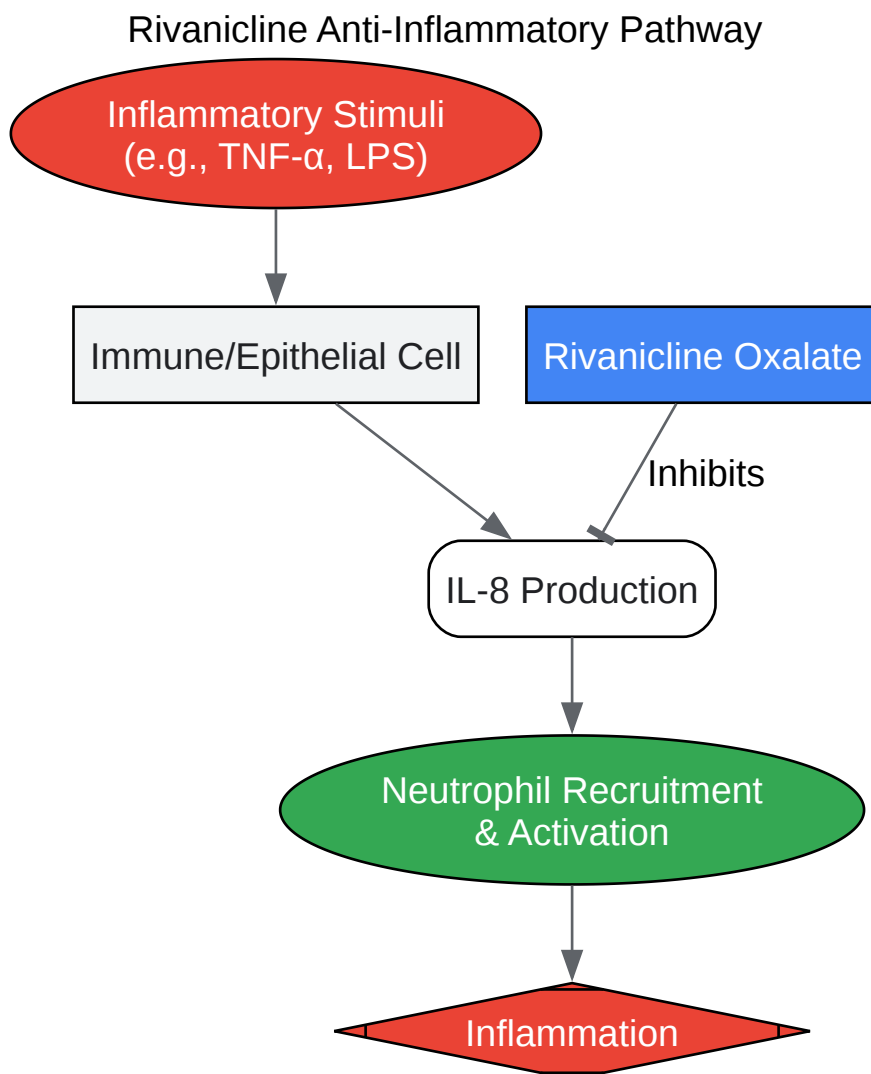 Rivanicline Anti-Inflammatory Pathway
Inflammatory Stimuli
(e.g., TNF-α, LPS)
Immune/Epithelial Cell
Rivanicline Oxalate
Inhibits
IL-8 Production
Neutrophil Recruitment
& Activation
Inflammation